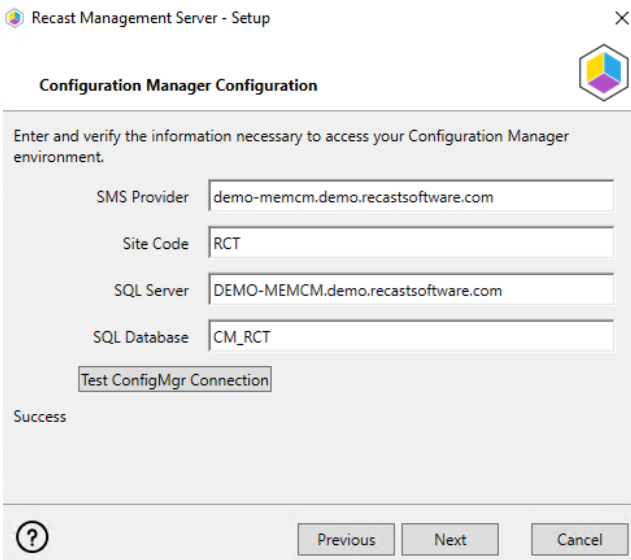 Recast Management Server - Setup
Configuration Manager Configuration
Enter and verify the information necessary to access your Configuration Manager
environment.
SMS Provider demo-memcm.demo.recastsoftware.com
Site Code RCT
SQL Server DEMO-MEMCM.demo.recastsoftware.com
SQL Database CM_RCT
Test ConfigMgr Connection
Success
? Previous Next Cancel